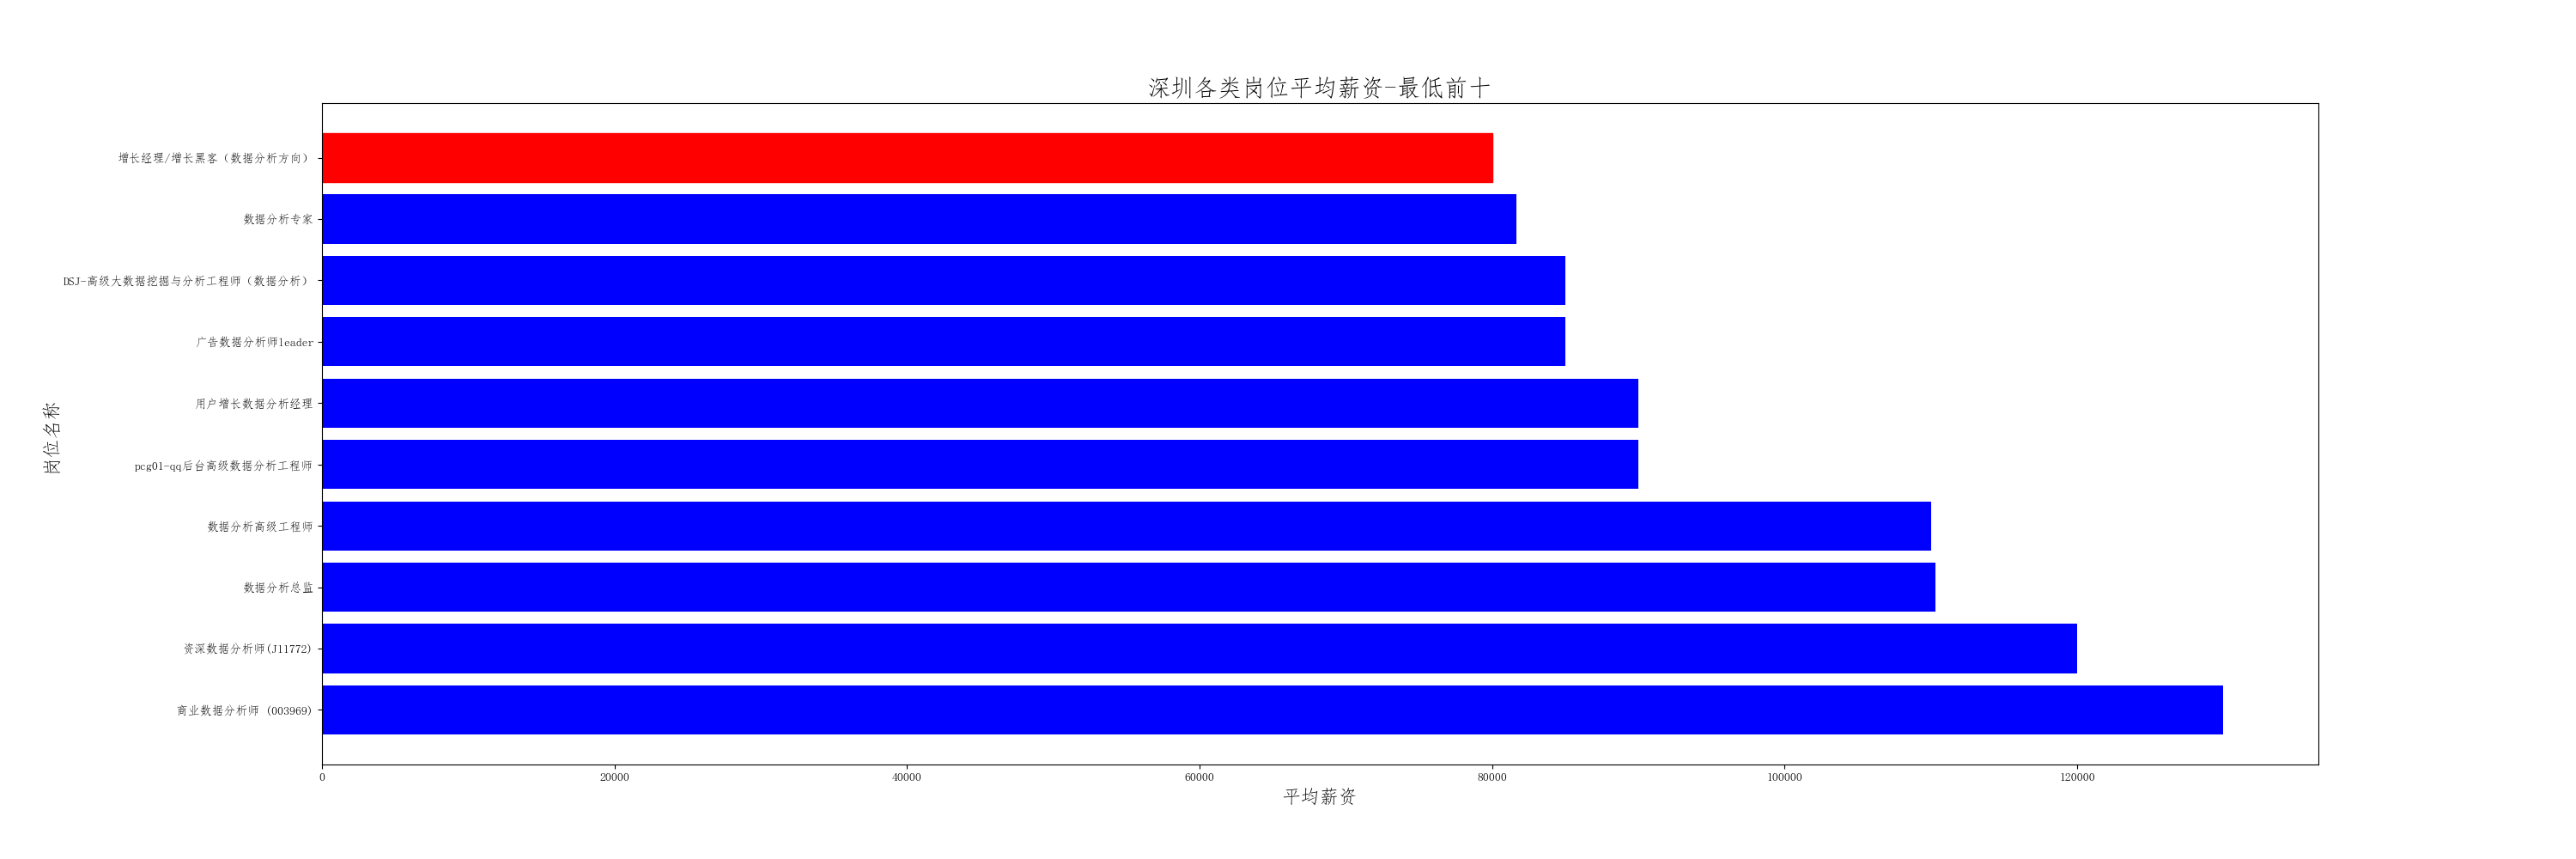 深圳各类岗位平均薪资-最低前十
增长经理/增长黑客（数据分析方向）
数据分析专家
DSJ-高级大数据挖掘与分析工程师（数据分析）
广告数据分析师leader
用户增长数据分析经理
pcg01-qq后台高级数据分析工程师
数据分析高级工程师
数据分析总监
资深数据分析师(J11772)
商业数据分析师 (003969)
岗位名称
0 20000 40000 60000 80000 100000 120000
平均薪资